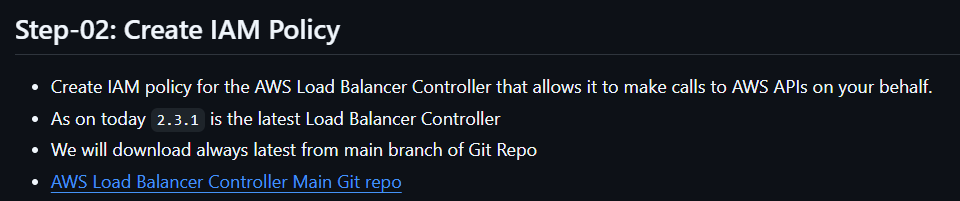 Step-02: Create IAM Policy
Create IAM policy for the AWS Load Balancer Controller that allows it to make calls to AWS APIs on your behalf.
As on today 2.3.1 is the latest Load Balancer Controller
We will download always latest from main branch of Git Repo
AWS Load Balancer Controller Main Git repo